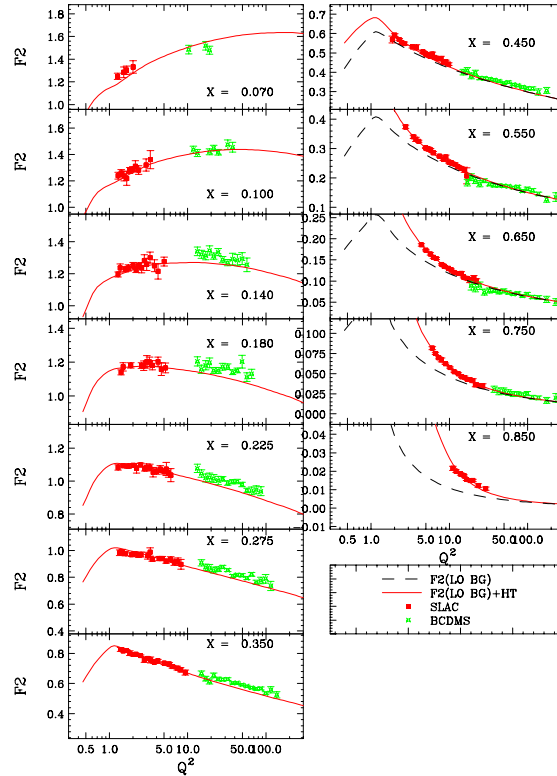 F2
1.6
1.4
1.2
1.0
X = 0.070
F2
1.6
1.4
1.2
1.0
X = 0.100
F2
1.4
1.2
1.0
X = 0.140
F2
1.4
1.2
1.0
0.8
X = 0.180
F2
1.2
1.0
0.8
X = 0.225
F2
1.0
0.8
0.6
0.4
X = 0.275
F2
0.8
0.6
0.4
X = 0.350
0.5 1.0 5.0 10.0 50.0 100.0
Q2
0.7
0.6
0.5
0.4
0.3
X = 0.450
0.4
0.3
0.2
0.1
X = 0.550
0.25
0.20
0.15
0.10
0.05
X = 0.650
0.100
0.075
0.050
0.025
0.000
X = 0.750
0.04
0.03
0.02
0.01
0.00
-0.01
X = 0.850
0.5 1.0 5.0 10.0 50.0 100.0
Q2
F2(LO BG)
F2(LO BG)+HT
SLAC
BCDMS